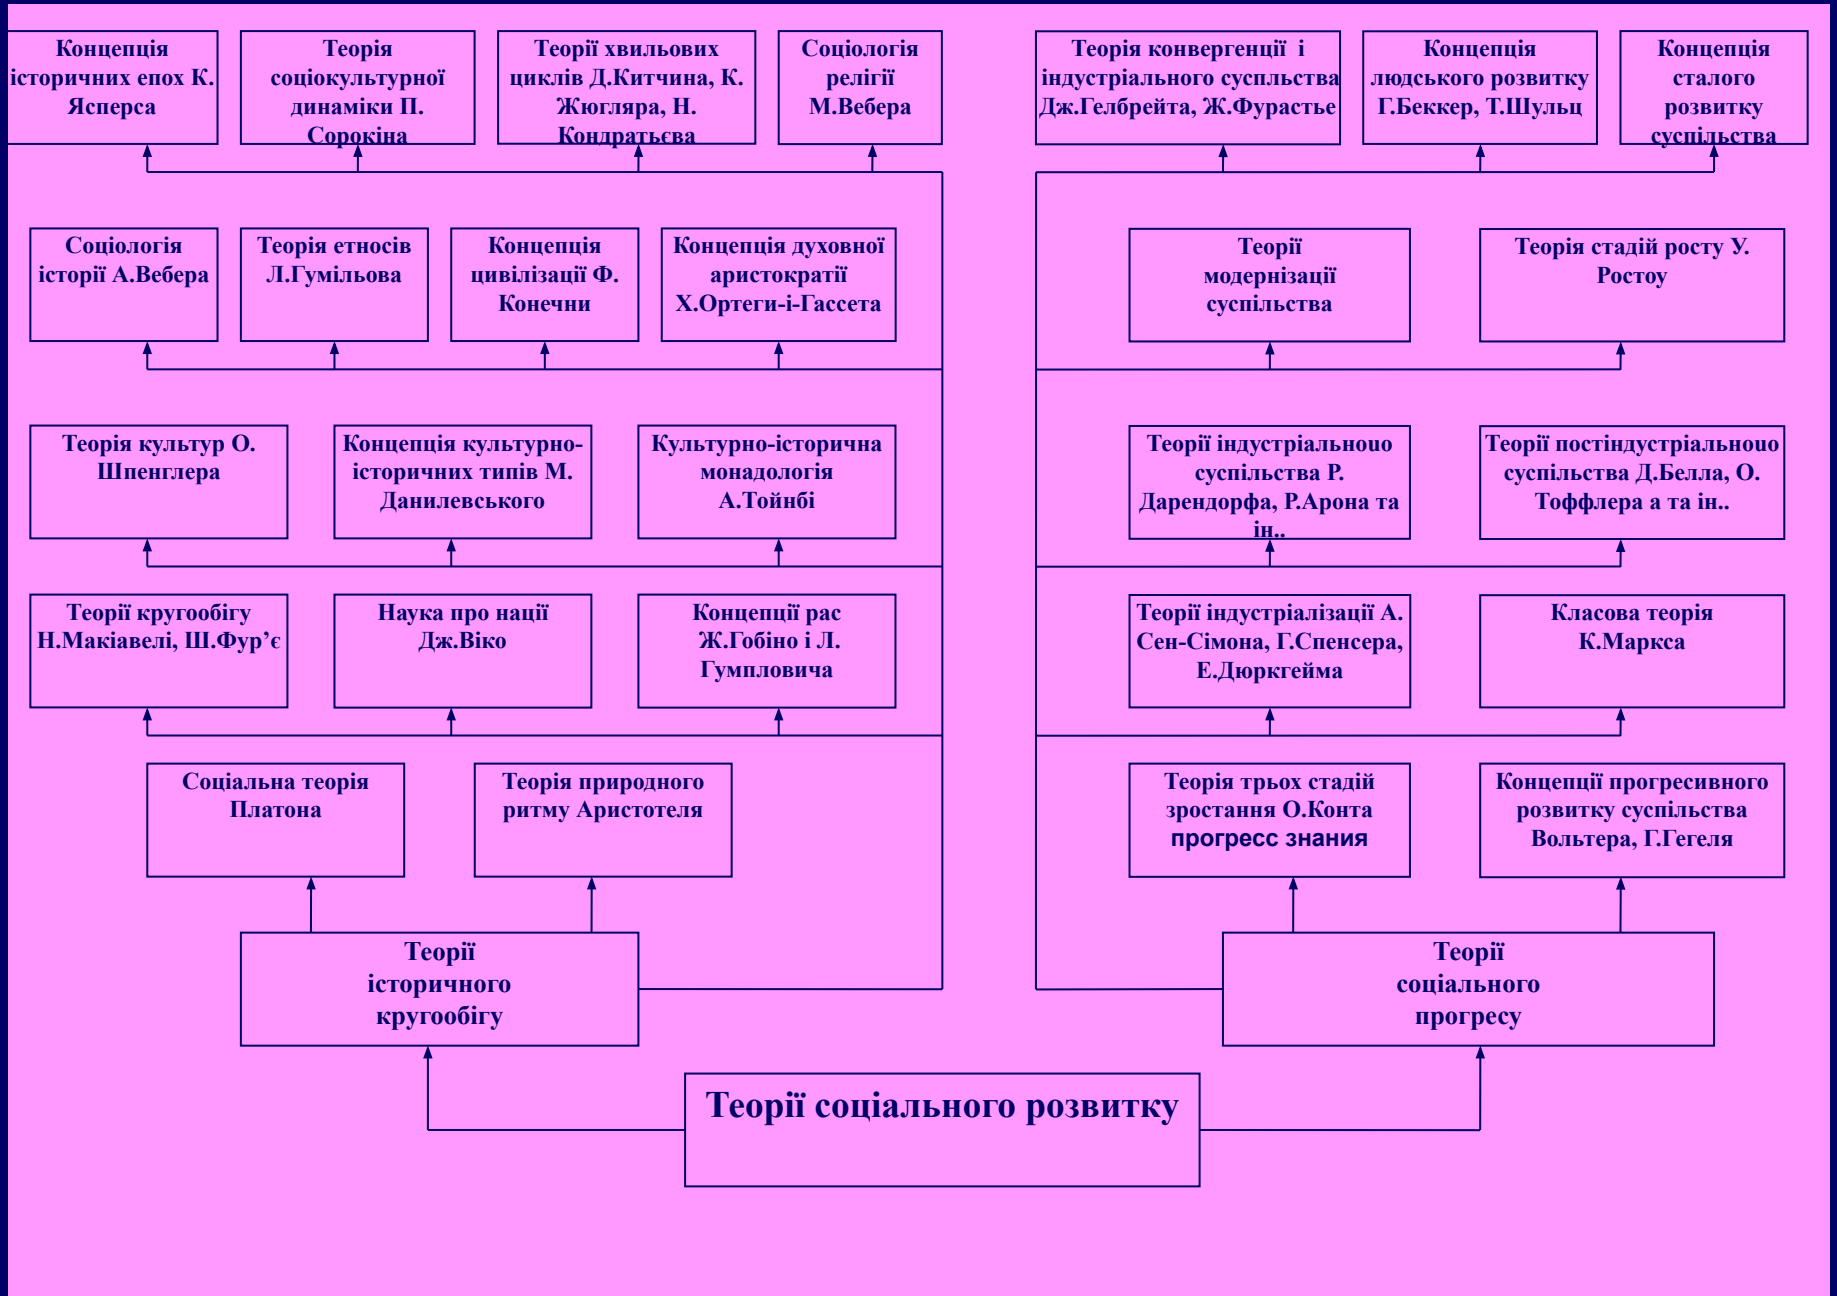 Концепція
історичних епох К.
Ясперса
Теорія
соціокультурної
динаміки П.
Сорокіна
Теорії хвильових
циклів Д.Китчина, К.
Жюгляра, Н.
Кондратьєва
Соціологія
релігії
М.Вебера
Теорія конвергенції і
індустріального суспльства
Дж.Гелбрейта, Ж.Фурастье
Концепція
людського розвитку
Г.Беккер, Т.Шульц
Концепція
сталого
розвитку
суспільства
Соціологія
історії А.Вебера
Теорія етносів
Л.Гумільова
Концепція
цивілізації Ф.
Конечни
Концепція духовної
аристократії
Х.Ортеги-і-Гассета
Теорії
модернізації
суспільства
Теорія стадій росту У.
Ростоу
Теорія культур О.
Шпенглера
Концепція культурно-
історичних типів М.
Данилевського
Культурно-історична
монадологія
А.Тойнбі
Теорії індустріальноuо
суспільства Р.
Дарендорфа, Р.Арона та
ін..
Теорії постіндустріальноuо
суспільства Д.Белла, О.
Тоффлера а та ін..
Теорії кругообігу
Н.Макіавелі, Ш.Фур’є
Наука про нації
Дж.Віко
Концепції рас
Ж.Гобіно і Л.
Гумпловича
Теорії індустріалізації А.
Сен-Сімона, Г.Спенсера,
Е.Дюркгейма
Класова теорія
К.Маркса
Соціальна теорія
Платона
Теорія природного
ритму Аристотеля
Теорія трьох стадій
зростання О.Конта
прогресс знания
Концепції прогресивного
розвитку суспільства
Вольтера, Г.Гегеля
Теорії
історичного
кругообігу
Теорії
соціального
прогресу
Теорії соціального розвитку